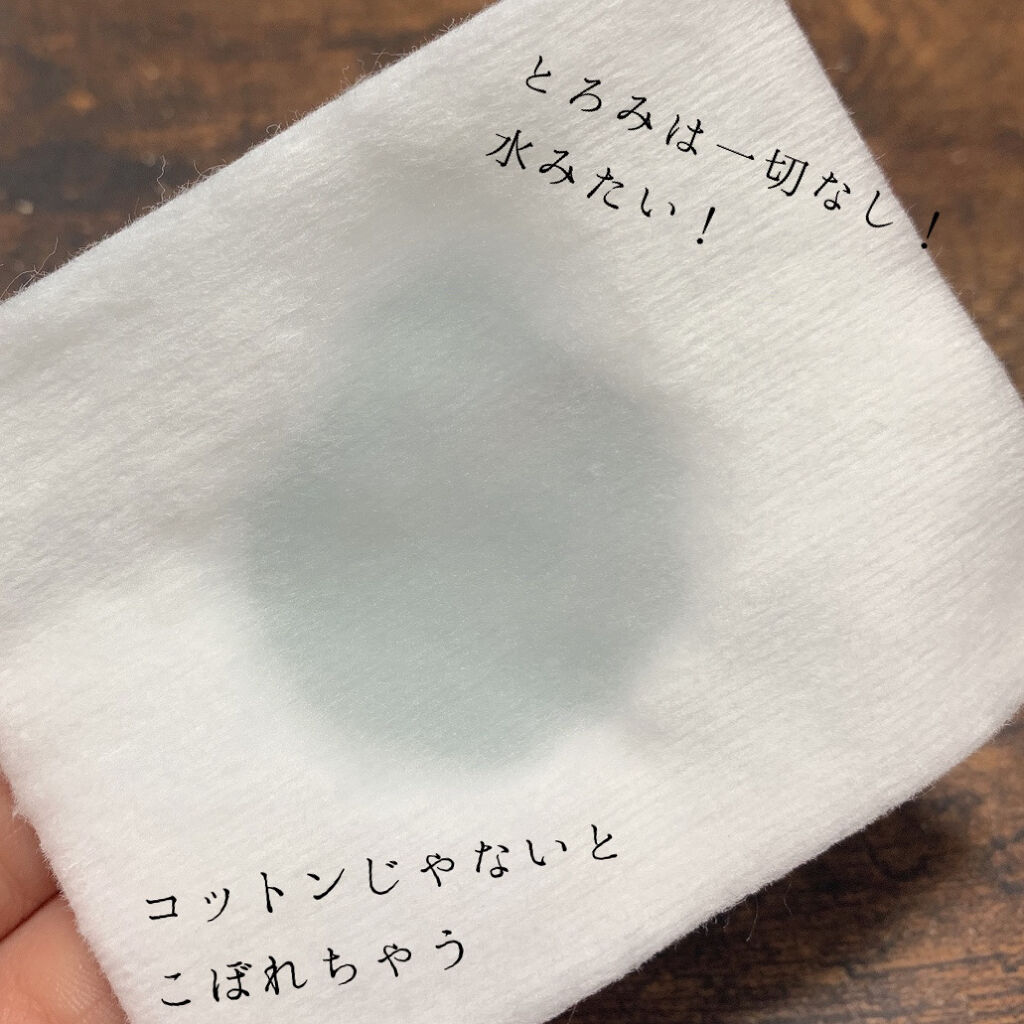 とろみは一切なし！
水みたい！
コットンじゃないと
こぼれちゃう